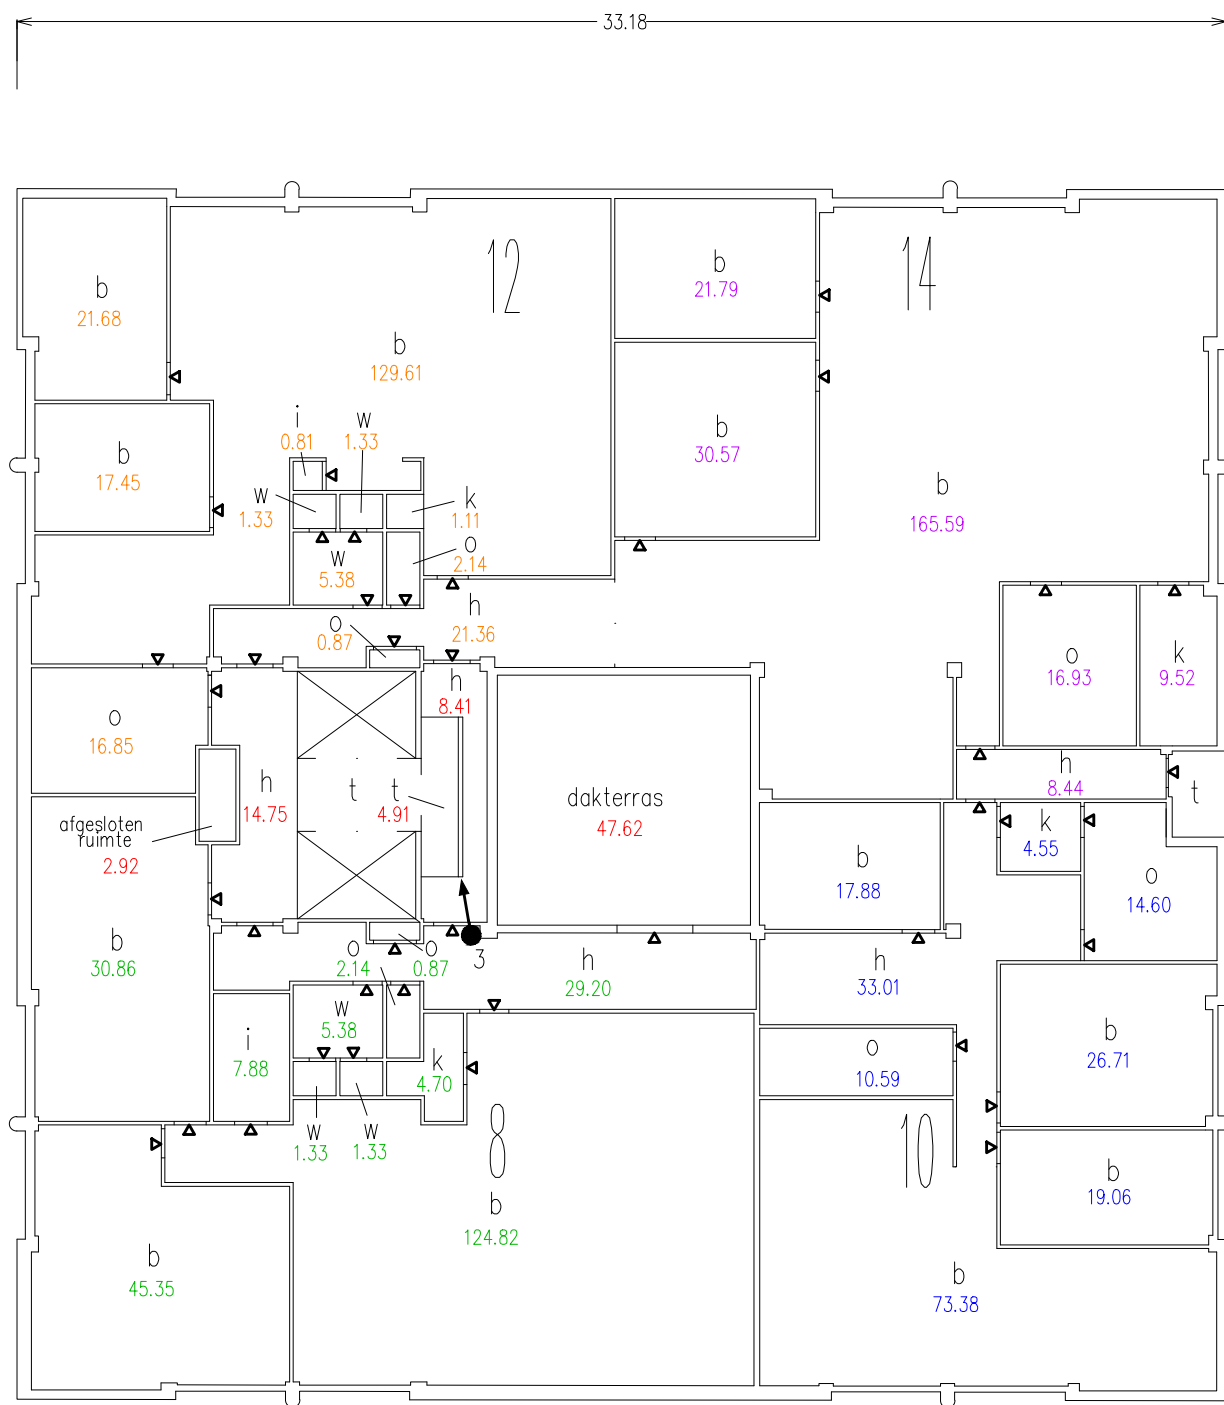 33.18
12
14
b
21.68
b
129.61
b
21.79
b
30.57
b
17.45
i
0.81
w
1.33
w
1.33
k
1.11
o
2.14
w
5.38
b
165.59
h
21.36
o
0.87
o
16.85
h
8.41
o
16.93
k
9.52
h
14.75
t
t
4.91
dakterras
47.62
h
8.44
t
afgesloten
ruimte
2.92
b
17.88
k
4.55
o
14.60
b
30.86
o
2.14
o
0.87
3
h
29.20
h
33.01
i
7.88
w
5.38
k
4.70
o
10.59
b
26.71
w
1.33
w
1.33
8
b
124.82
10
b
19.06
b
45.35
b
73.38